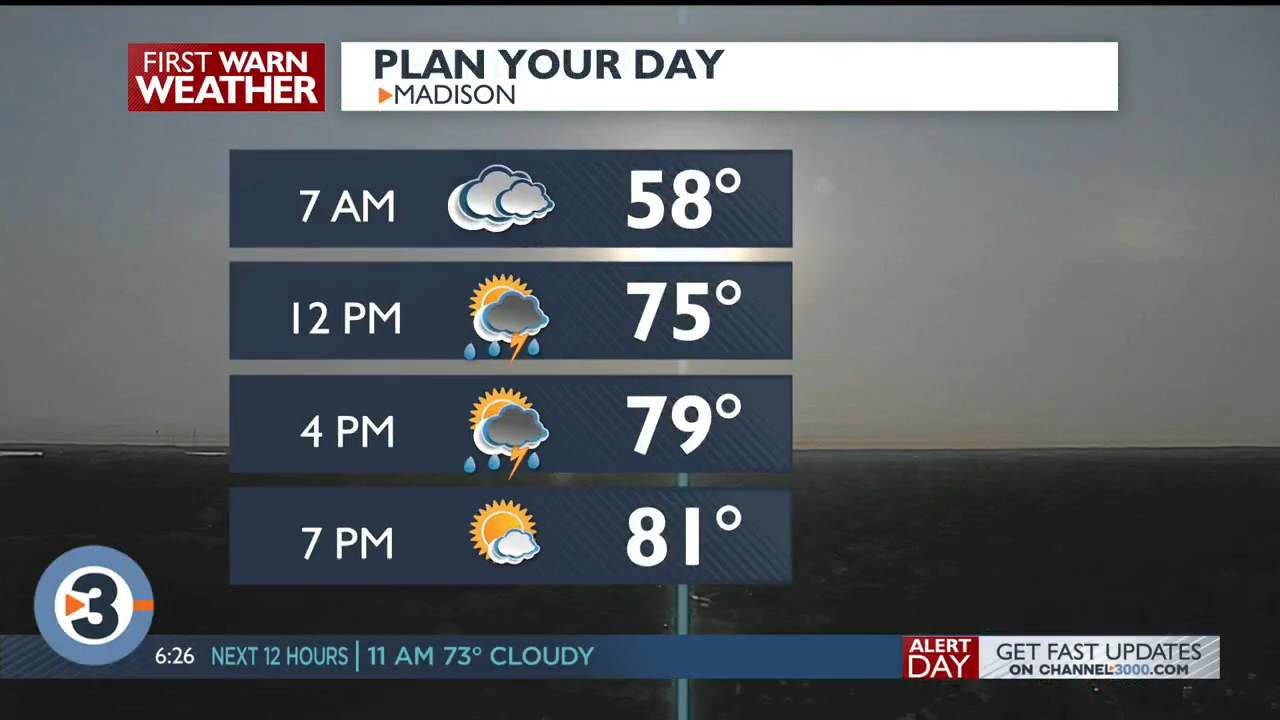 FIRST WARN
WEATHER
PLAN YOUR DAY
MADISON
7 AM 58°
12 PM 75°
4 PM 79°
7 PM 81°
3
6:26 NEXT 12 HOURS | 11 AM 73° CLOUDY
ALERT
DAY
GET FAST UPDATES
ON CHANNEL3000.COM